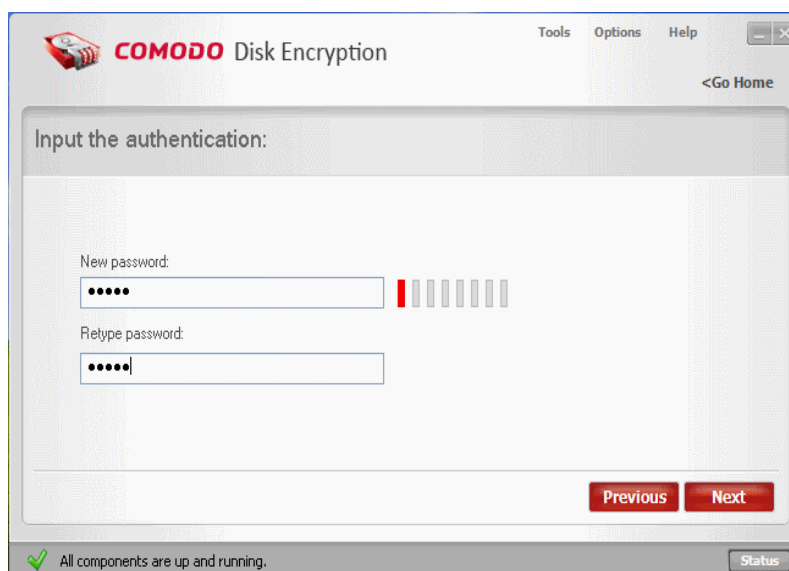 Tools Options Help
COMODO Disk Encryption
<Go Home
Input the authentication:
New password:
•••••
Retype password:
•••••
Previous Next
All components are up and running. Status